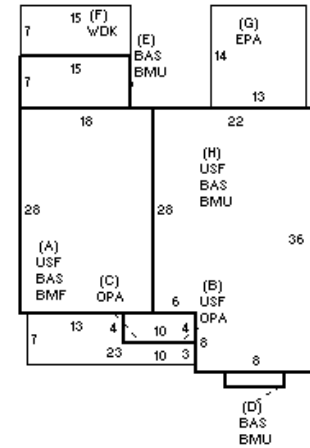 15 (F)
7 WDK
(E)
BAS
BMU
15
7
(G)
EPA
14
13
18
22
(H)
USF
BAS
BMU
28
28
36
(A)
USF
BAS
BMF
(C)
OPA
6
(B)
USF
OPA
13
4
10
4
7
8
23
10
3
8
(D)
BAS
BMU